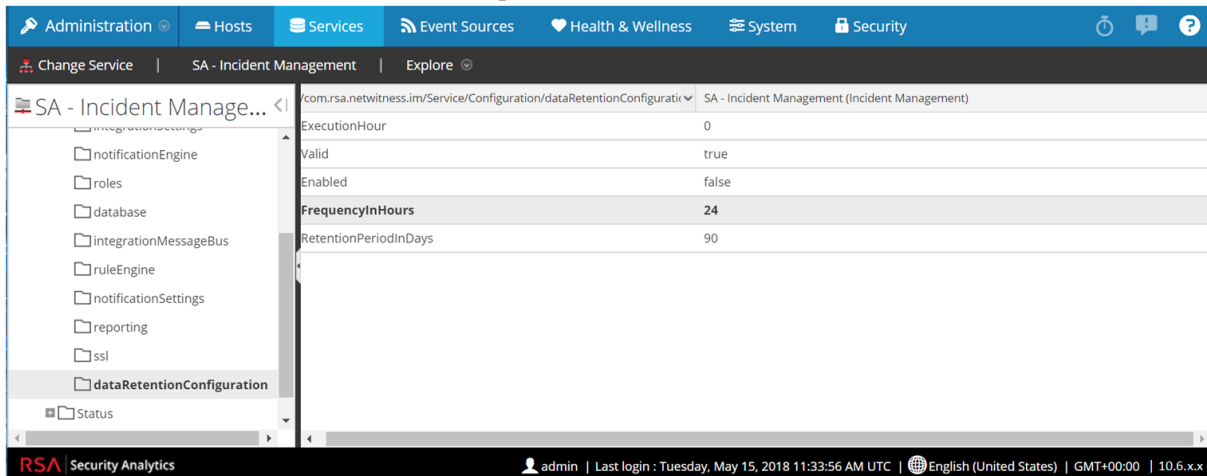 Administration Hosts Services Event Sources Health & Wellness System Security
Change Service | SA - Incident Management | Explore
SA - Incident Manage...
/com.rsa.netwitness.im/Service/Configuration/dataRetentionConfiguratic SA - Incident Management (Incident Management)
integrationSettings
ExecutionHour 0
notificationEngine
Valid true
roles
Enabled false
database
FrequencyInHours 24
integrationMessageBus
RetentionPeriodInDays 90
ruleEngine
notificationSettings
reporting
ssl
dataRetentionConfiguration
Status
RSA Security Analytics admin | Last login : Tuesday, May 15, 2018 11:33:56 AM UTC | English (United States) | GMT+00:00 | 10.6.x.x